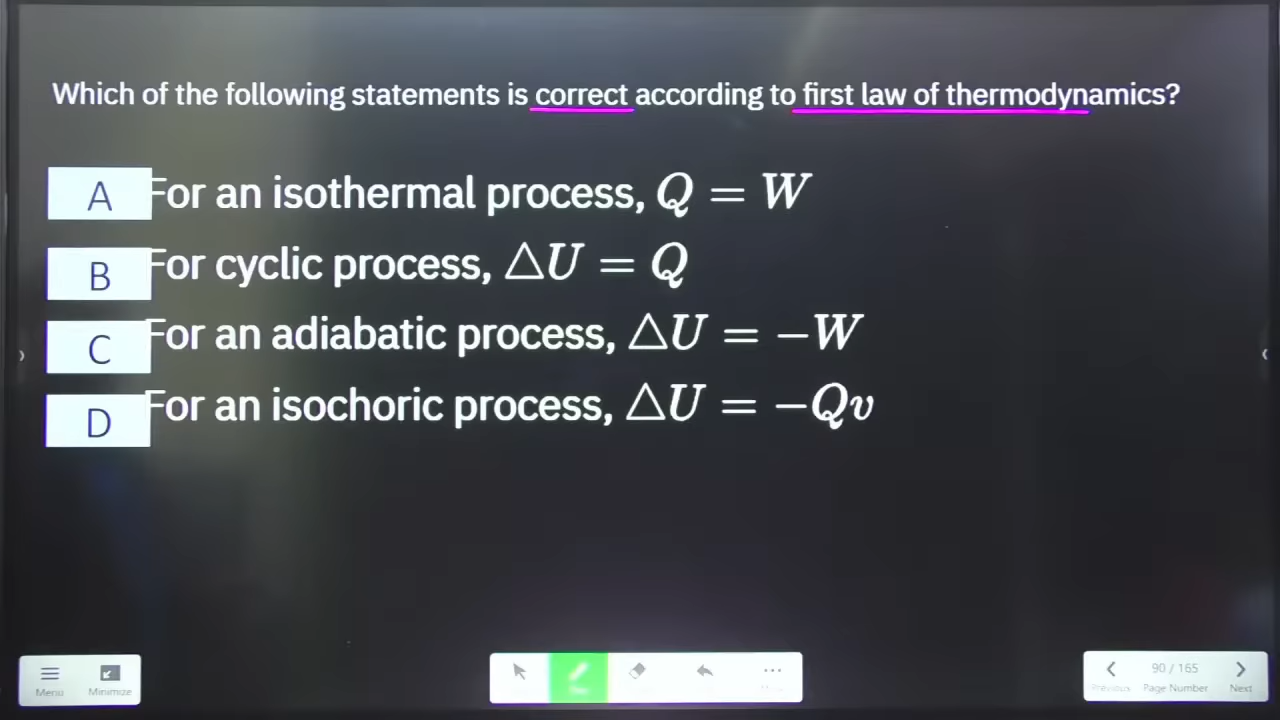 Which of the following statements is correct according to first law of thermodynamics?
A For an isothermal process, Q = W
B For cyclic process, △U = Q
C For an adiabatic process, △U = −W
D For an isochoric process, △U = −Qv
Menu Minimize
90 / 165
Previous Page Number Next